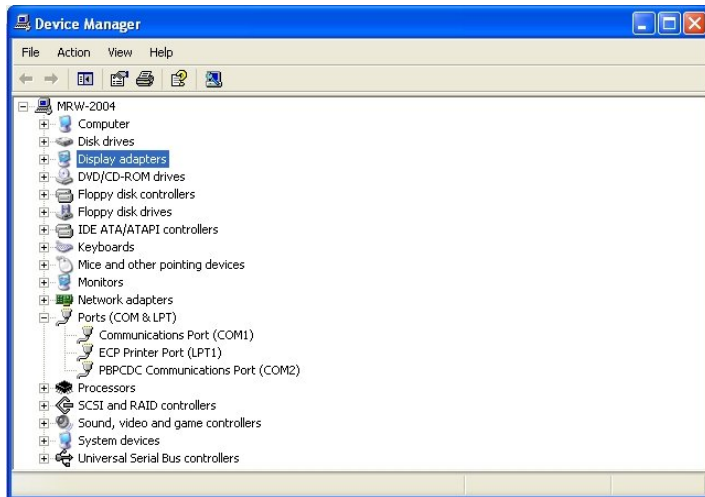 Device Manager
File Action View Help
MRW-2004
Computer
Disk drives
Display adapters
DVD/CD-ROM drives
Floppy disk controllers
Floppy disk drives
IDE ATA/ATAPI controllers
Keyboards
Mice and other pointing devices
Monitors
Network adapters
Ports (COM & LPT)
Communications Port (COM1)
ECP Printer Port (LPT1)
PBPCDC Communications Port (COM2)
Processors
SCSI and RAID controllers
Sound, video and game controllers
System devices
Universal Serial Bus controllers